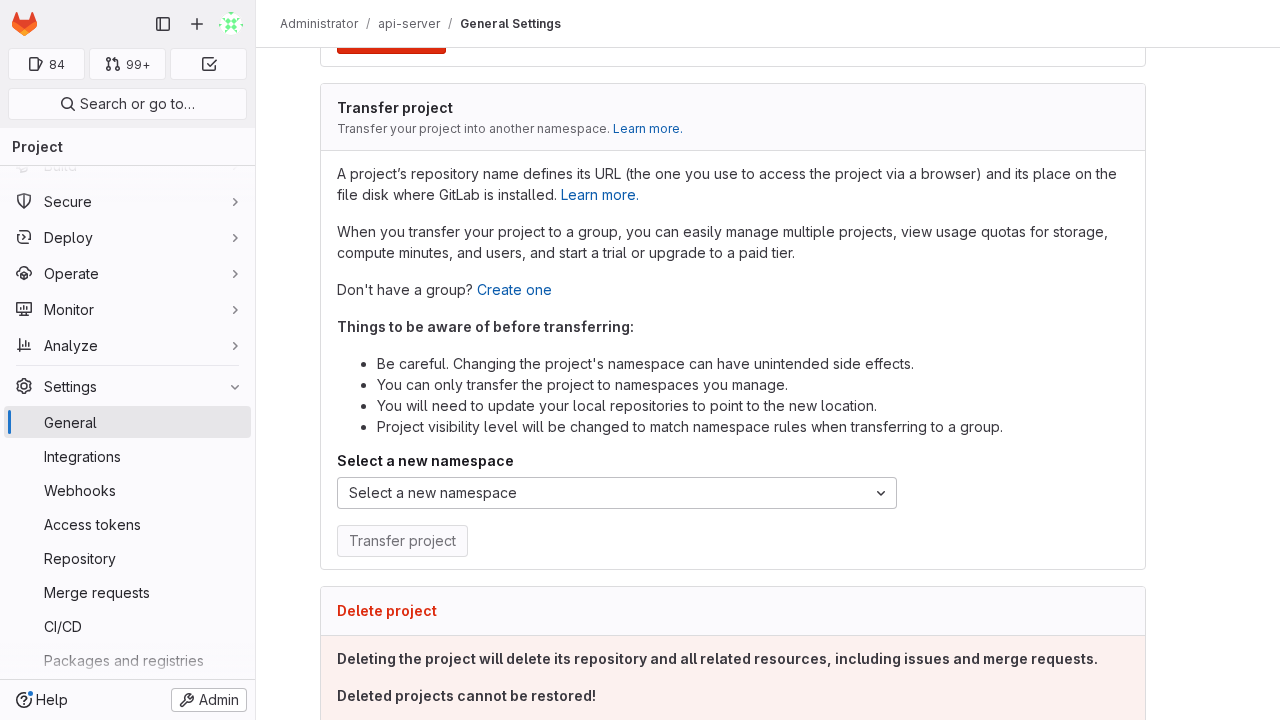 Administrator / api-server / General Settings
84
99+
Search or go to…
Project
Build
Secure
Deploy
Operate
Monitor
Analyze
Settings
General
Integrations
Webhooks
Access tokens
Repository
Merge requests
CI/CD
Packages and registries
Help
Admin
Transfer project
Transfer your project into another namespace. Learn more.
A project’s repository name defines its URL (the one you use to access the project via a browser) and its place on the
file disk where GitLab is installed. Learn more.
When you transfer your project to a group, you can easily manage multiple projects, view usage quotas for storage,
compute minutes, and users, and start a trial or upgrade to a paid tier.
Don't have a group? Create one
Things to be aware of before transferring:
Be careful. Changing the project's namespace can have unintended side effects.
You can only transfer the project to namespaces you manage.
You will need to update your local repositories to point to the new location.
Project visibility level will be changed to match namespace rules when transferring to a group.
Select a new namespace
Select a new namespace
Transfer project
Delete project
Deleting the project will delete its repository and all related resources, including issues and merge requests.
Deleted projects cannot be restored!